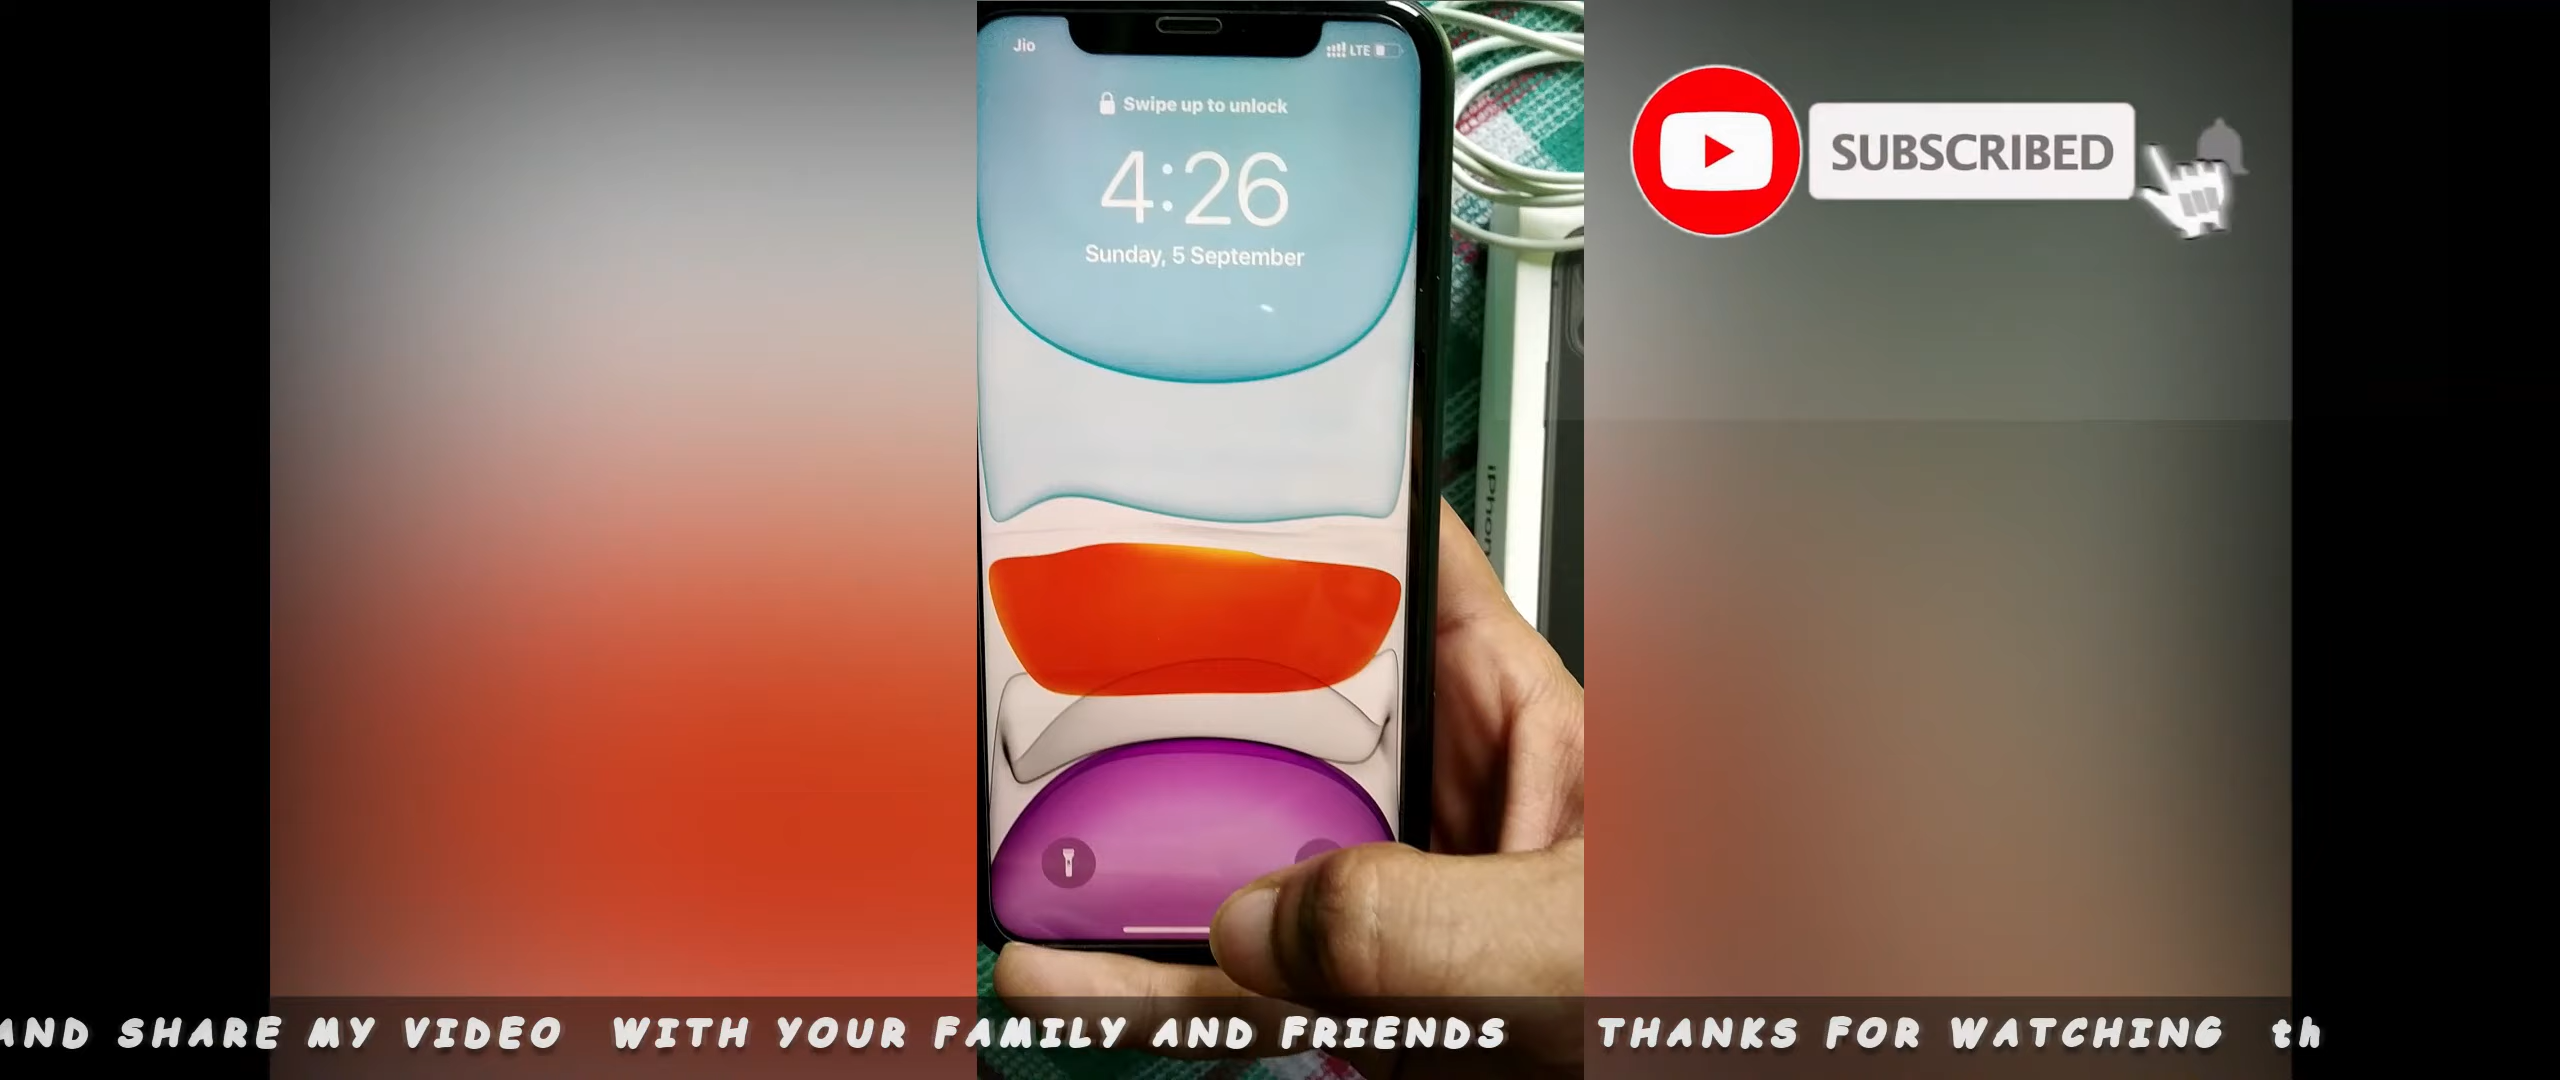 Jio
LTE
Swipe up to unlock
4:26
Sunday, 5 September
SUBSCRIBED
iPhon
AND SHARE MY VIDEO WITH YOUR FAMILY AND FRIENDS THANKS FOR WATCHING th